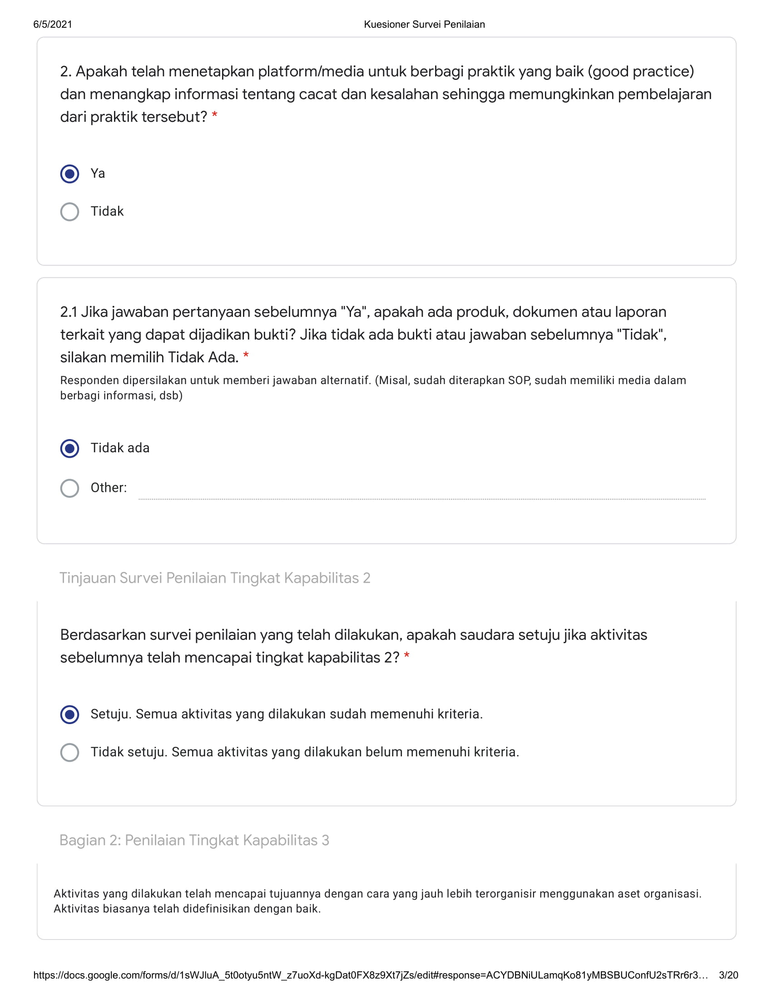 6/5/2021 Kuesioner Survei Penilaian
2. Apakah telah menetapkan platform/media untuk berbagi praktik yang baik (good practice)
dan menangkap informasi tentang cacat dan kesalahan sehingga memungkinkan pembelajaran
dari praktik tersebut? *
Ya
Tidak
2.1 Jika jawaban pertanyaan sebelumnya "Ya", apakah ada produk, dokumen atau laporan
terkait yang dapat dijadikan bukti? Jika tidak ada bukti atau jawaban sebelumnya "Tidak",
silakan memilih Tidak Ada. *
Responden dipersilakan untuk memberi jawaban alternatif. (Misal, sudah diterapkan SOP, sudah memiliki media dalam
berbagi informasi, dsb)
Tidak ada
Other:
Tinjauan Survei Penilaian Tingkat Kapabilitas 2
Berdasarkan survei penilaian yang telah dilakukan, apakah saudara setuju jika aktivitas
sebelumnya telah mencapai tingkat kapabilitas 2? *
Setuju. Semua aktivitas yang dilakukan sudah memenuhi kriteria.
Tidak setuju. Semua aktivitas yang dilakukan belum memenuhi kriteria.
Bagian 2: Penilaian Tingkat Kapabilitas 3
Aktivitas yang dilakukan telah mencapai tujuannya dengan cara yang jauh lebih terorganisir menggunakan aset organisasi.
Aktivitas biasanya telah didefinisikan dengan baik.
https://docs.google.com/forms/d/1sWJIuA_5t0otyu5ntW_z7uoXd-kgDat0FX8z9Xt7jZs/edit#response=ACYDBNiULamqKo81yMBSBUConfU2sTRr6r3… 3/20